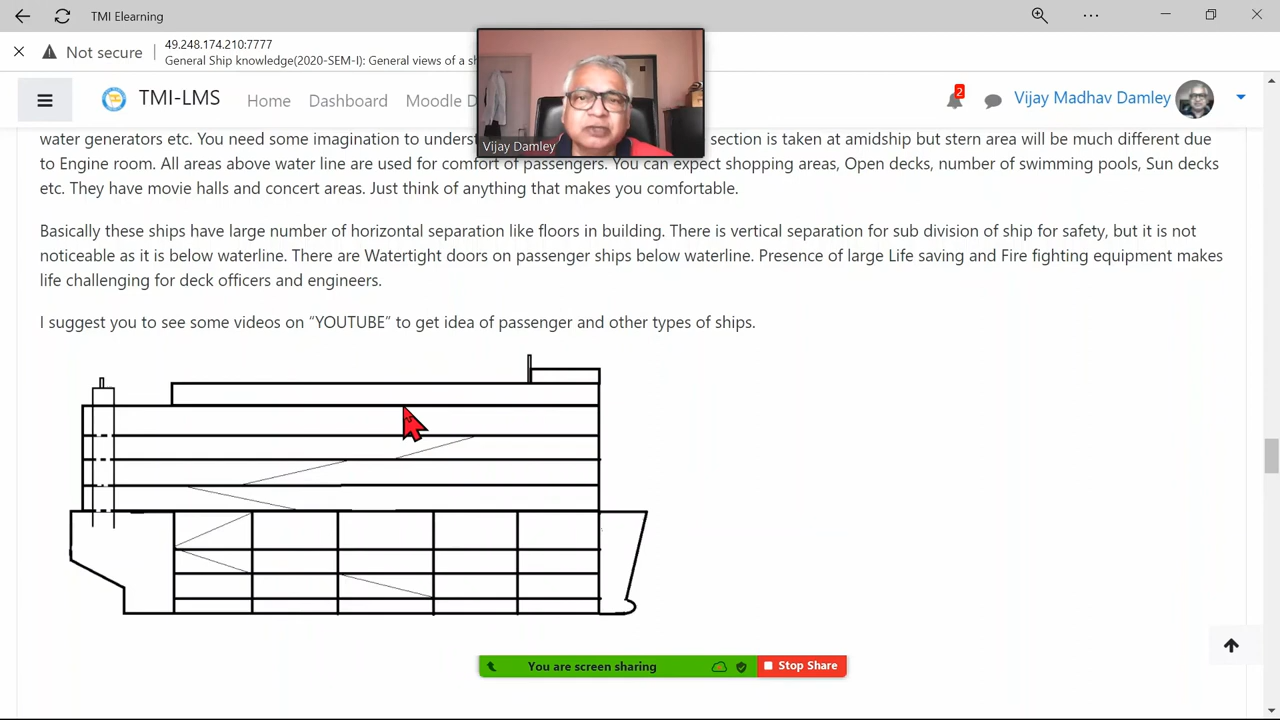 TMI Elearning
Not secure
49.248.174.210:7777
General Ship knowledge(2020-SEM-I): General views of a sh
TMI-LMS Home Dashboard Moodle D
2
Vijay Madhav Damley
Vijay Damley
water generators etc. You need some imagination to underst section is taken at amidship but stern area will be much different due
to Engine room. All areas above water line are used for comfort of passengers. You can expect shopping areas, Open decks, number of swimming pools, Sun decks
etc. They have movie halls and concert areas. Just think of anything that makes you comfortable.
Basically these ships have large number of horizontal separation like floors in building. There is vertical separation for sub division of ship for safety, but it is not
noticeable as it is below waterline. There are Watertight doors on passenger ships below waterline. Presence of large Life saving and Fire fighting equipment makes
life challenging for deck officers and engineers.
I suggest you to see some videos on “YOUTUBE” to get idea of passenger and other types of ships.
You are screen sharing
Stop Share